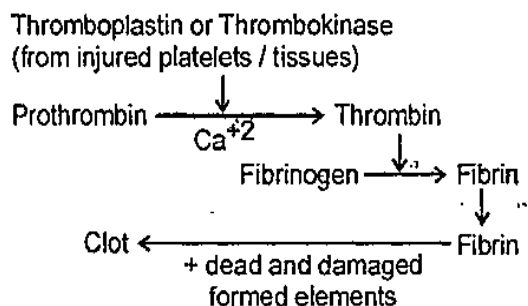 Thromboplastin or Thrombokinase
(from injured platelets / tissues)
Prothrombin Thrombin
Ca+2
Fibrinogen Fibrin
Clot Fibrin
+ dead and damaged
formed elements